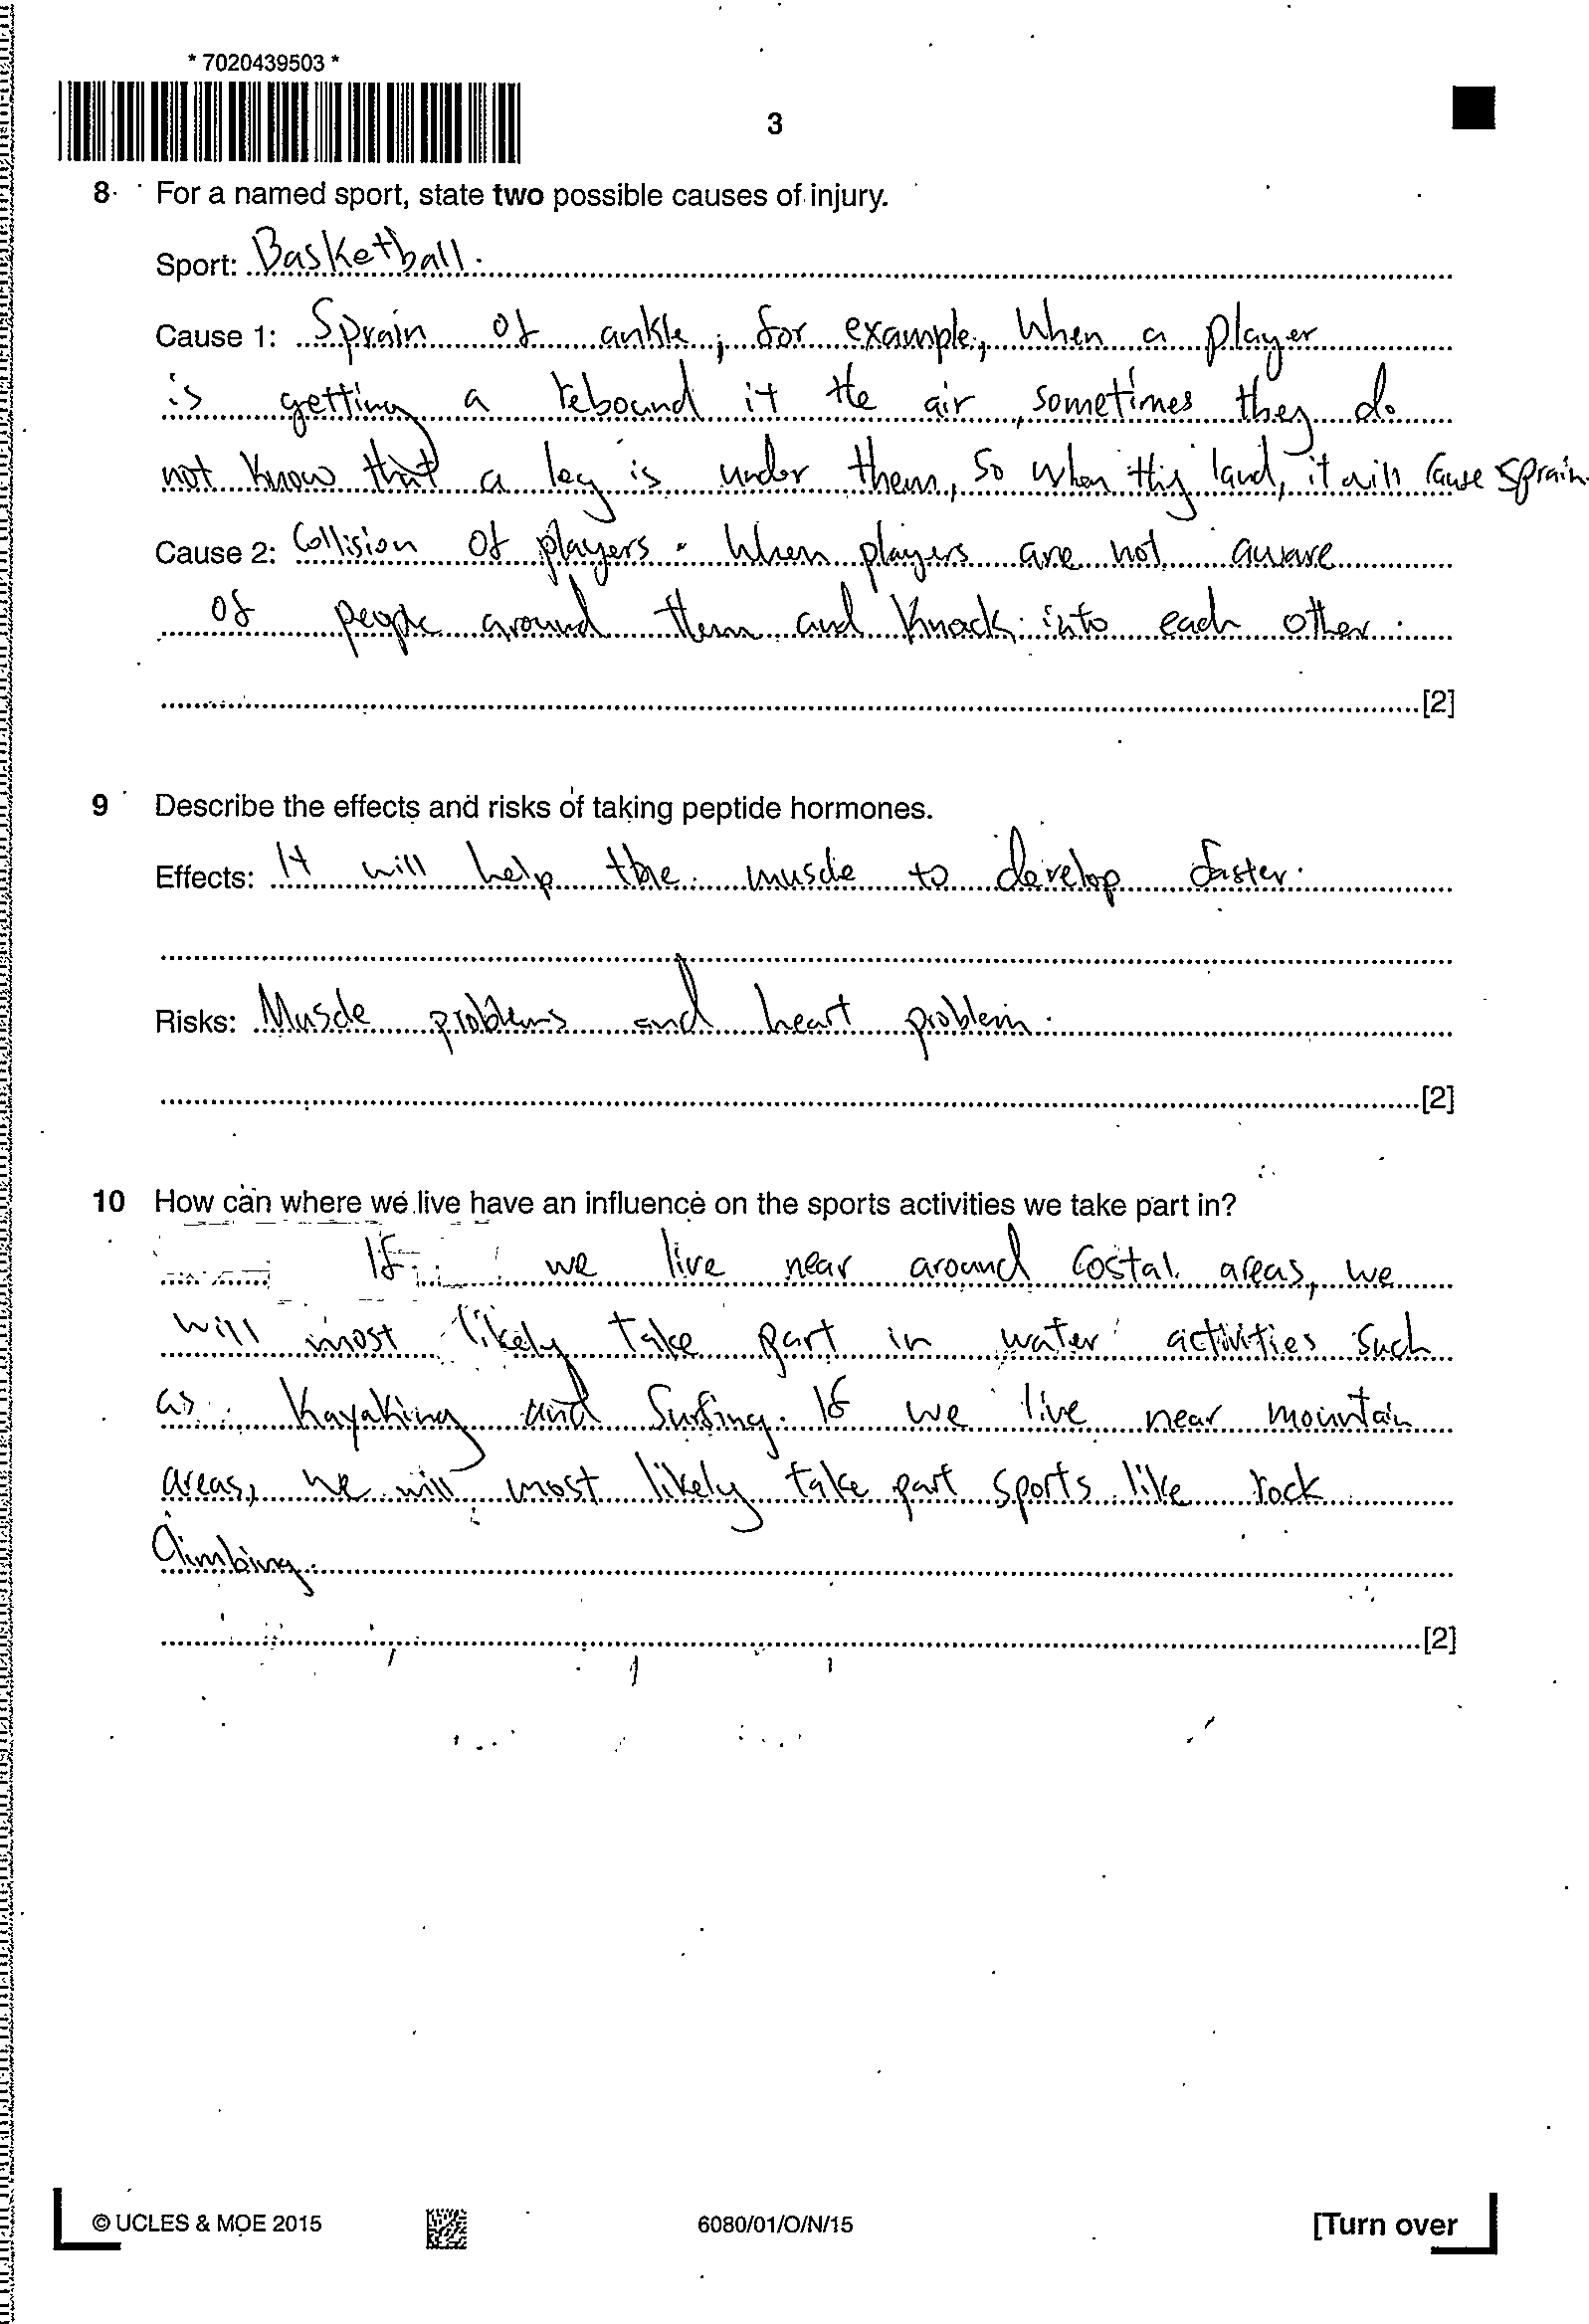 * 7020439503 *
3
8 For a named sport, state two possible causes of injury.
Sport: Basketball.
Cause 1: Sprain of ankle, for example, When a player
is getting a rebound it the air, sometimes they do
not know that a leg is under them, so when they land, it will cause sprain.
Cause 2: Collision of players. When players are not aware
of people around them and knock into each other.
[2]
9 Describe the effects and risks of taking peptide hormones.
Effects: It will help the muscle to develop faster.
Risks: Muscle problems and heart problem.
[2]
10 How can where we live have an influence on the sports activities we take part in?
If we live near around costal areas, we
will most likely take part in water activities such
as Kayaking and Surfing. If we live near mountain
areas, we will most likely take part sports like rock
Climbing.
[2]
© UCLES & MOE 2015
6080/01/O/N/15
[Turn over